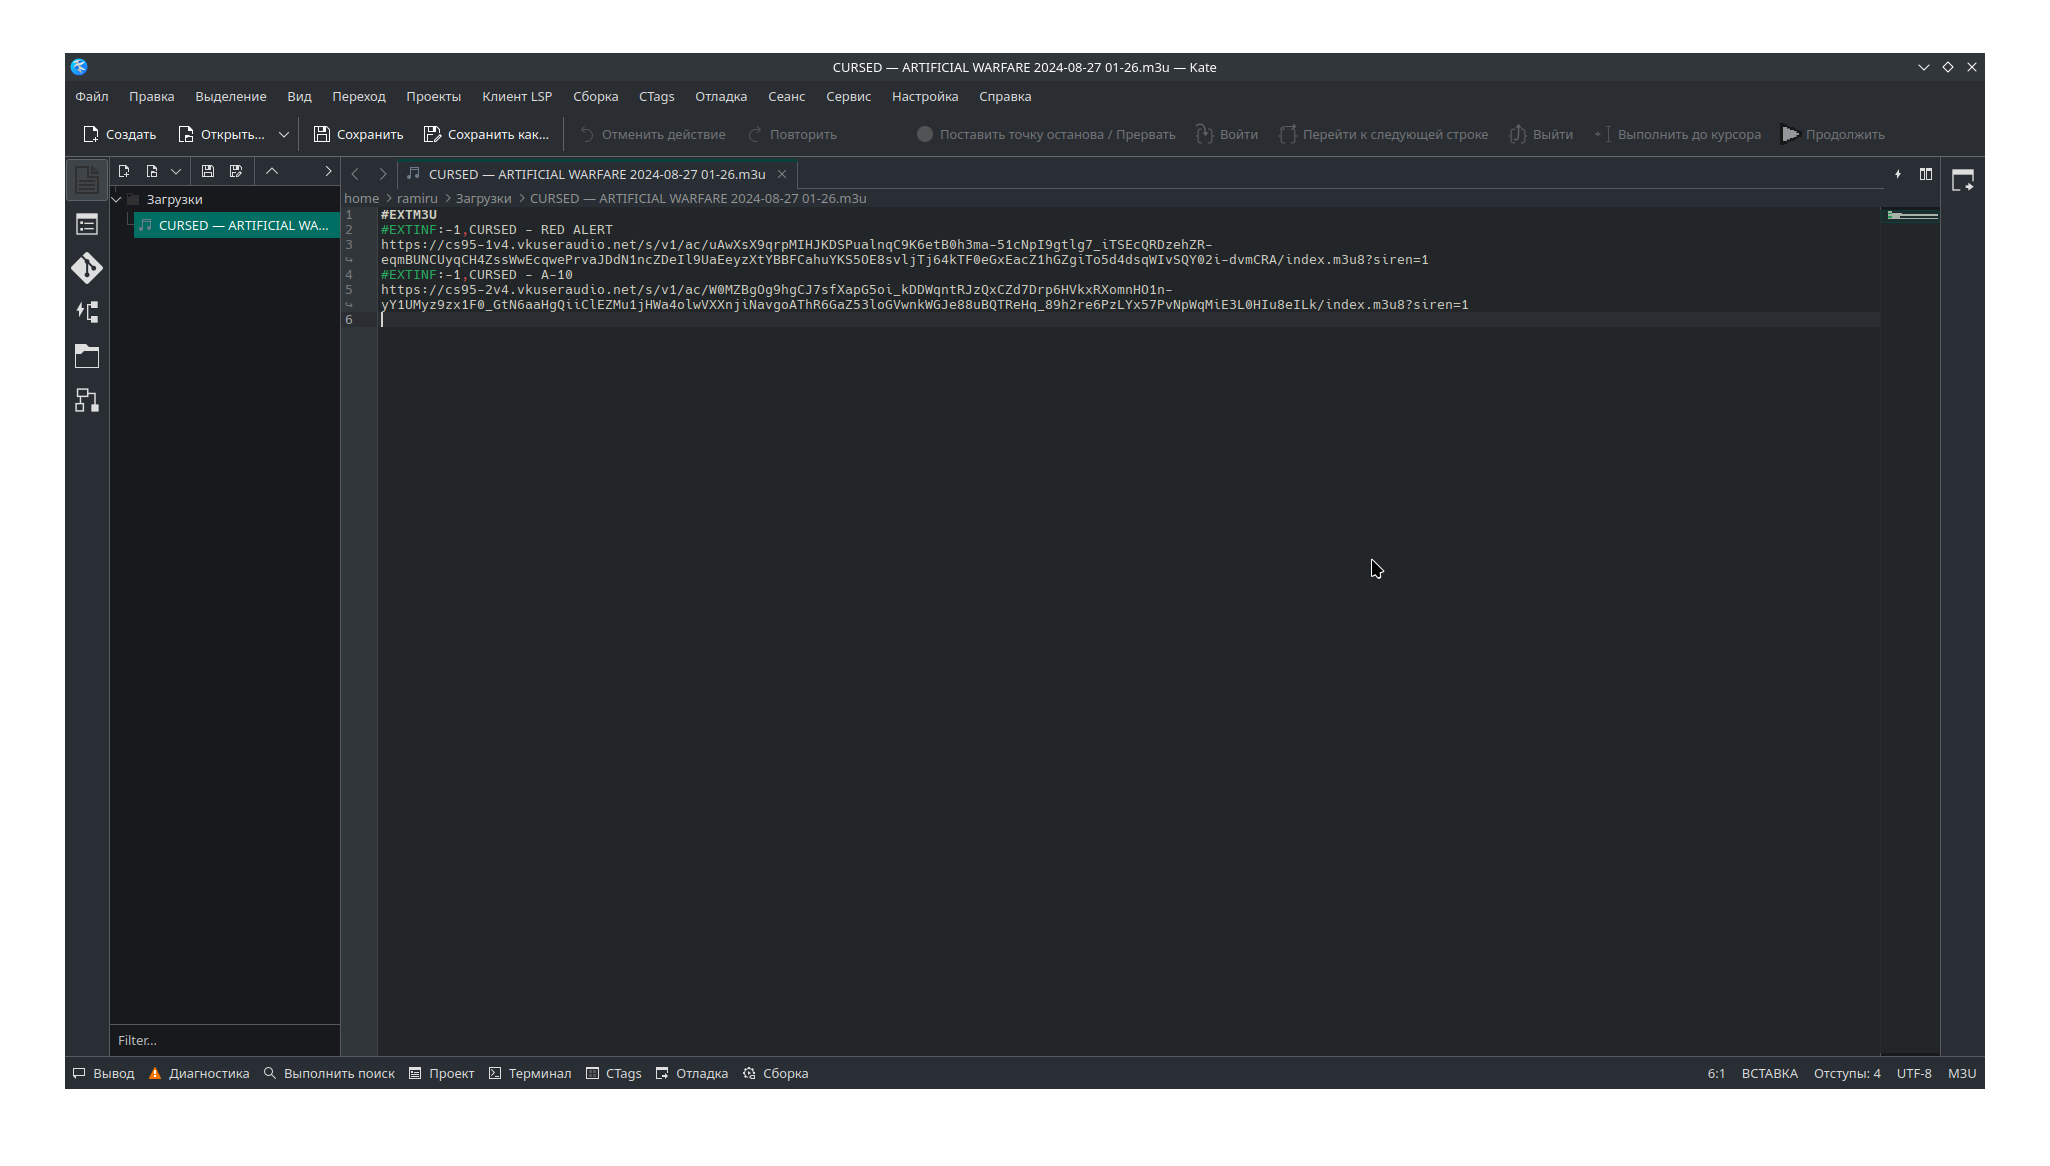 CURSED — ARTIFICIAL WARFARE 2024-08-27 01-26.m3u — Kate
Файл Правка Выделение Вид Переход Проекты Клиент LSP Сборка CTags Отладка Сеанс Сервис Настройка Справка
Создать Открыть... Сохранить Сохранить как... Отменить действие Повторить Поставить точку останова / Прервать Войти Перейти к следующей строке Выйти Выполнить до курсора Продолжить
CURSED — ARTIFICIAL WARFARE 2024-08-27 01-26.m3u
Загрузки
CURSED — ARTIFICIAL WA...
home > ramiru > Загрузки > CURSED — ARTIFICIAL WARFARE 2024-08-27 01-26.m3u
1 #EXTM3U
2 #EXTINF:-1,CURSED - RED ALERT
3 https://cs95-1v4.vkuseraudio.net/s/v1/ac/uAwXsX9qrpMIHJKDSPualnqC9K6etB0h3ma-51cNpI9gtlg7_iTSEcQRDzehZR-
eqmBUNCUyqCH4ZssWwEcqwePrvaJDdN1ncZDeIl9UaEeyzXtYBBFCahuYKS5OE8svljTj64kTF0eGxEacZ1hGZgiTo5d4dsqWIvSQY02i-dvmCRA/index.m3u8?siren=1
4 #EXTINF:-1,CURSED - A-10
5 https://cs95-2v4.vkuseraudio.net/s/v1/ac/W0MZBgOg9hgCJ7sfXapG5oi_kDDWqntRJzQxCZd7Drp6HVkxRXomnHO1n-
yY1UMyz9zx1F0_GtN6aaHgQiiClEZMu1jHWa4olwVXXnjiNavgoAThR6GaZ53loGVwnkWGJe88uBQTReHq_89h2re6PzLYx57PvNpWqMiE3L0HIu8eILk/index.m3u8?siren=1
6
Filter...
Вывод Диагностика Выполнить поиск Проект Терминал CTags Отладка Сборка 6:1 ВСТАВКА Отступы: 4 UTF-8 M3U